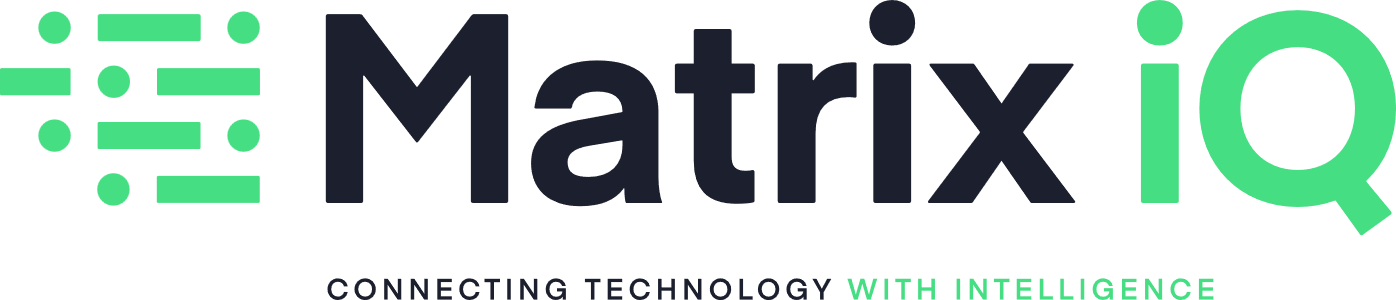 Matrix iQ
CONNECTING TECHNOLOGY WITH INTELLIGENCE